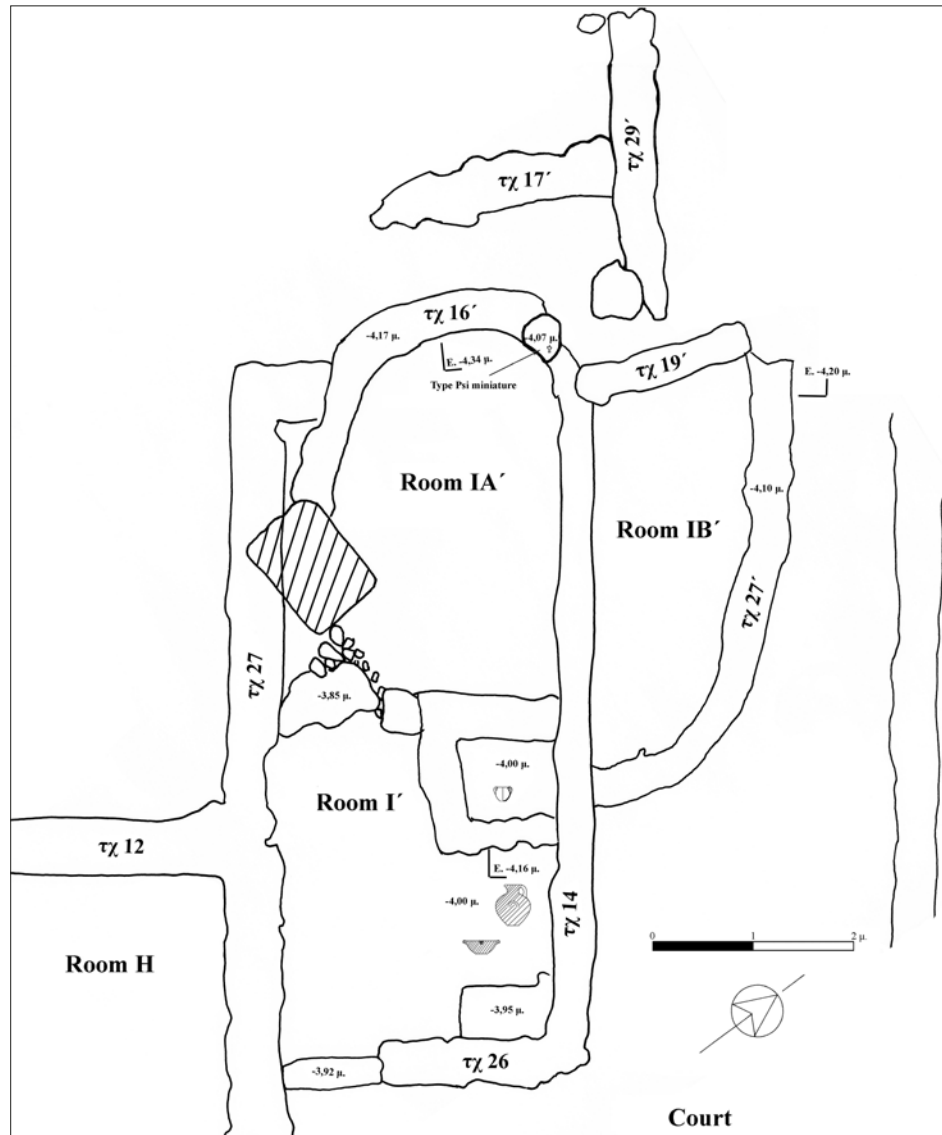 τχ 29´
τχ 17´
τχ 16´
-4,17 μ.
-4,07 μ.
E. -4,34 μ.
Type Psi miniature
τχ 19´
E. -4,20 μ.
Room IA´
-4,10 μ.
Room IB´
τχ 27´
τχ 27
-3,85 μ.
-4,00 μ.
Room I´
τχ 12
E. -4,16 μ.
-4,00 μ.
τχ 14
0 1 2 μ.
Room H
-3,95 μ.
τχ 26
-3,92 μ.
Court